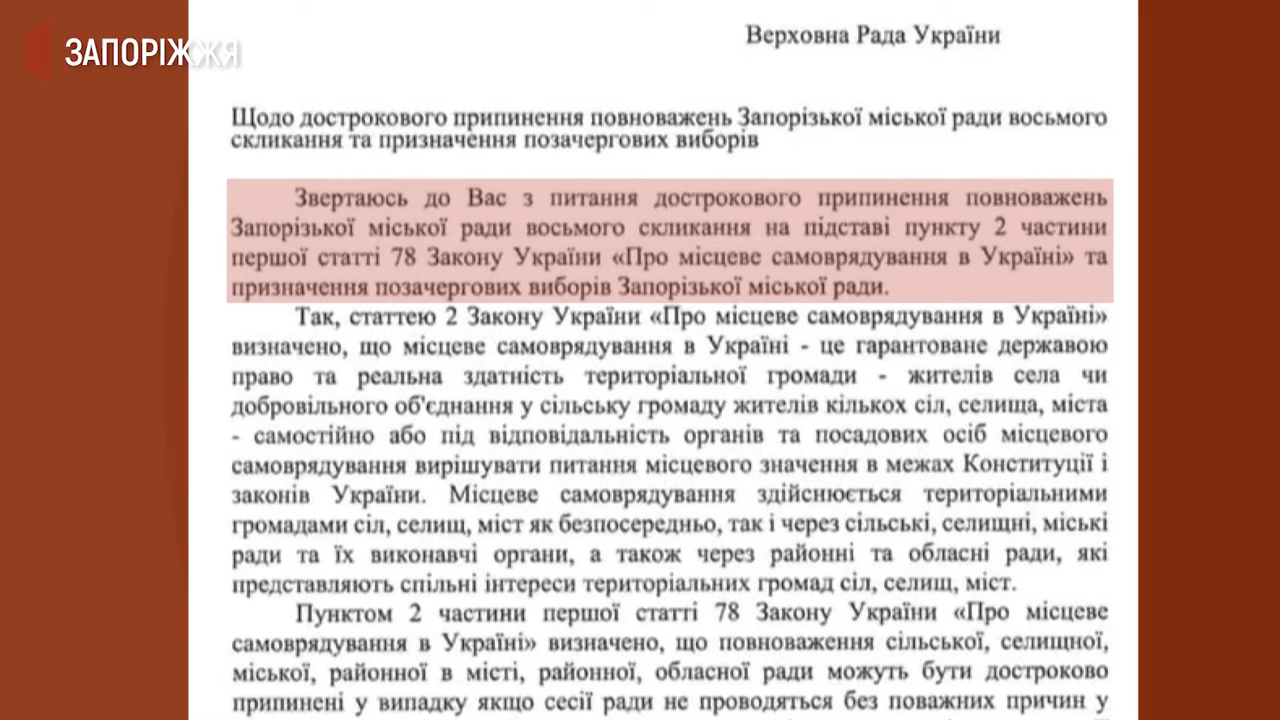 ЗАПОРІЖЖЯ
Верховна Рада України
Щодо дострокового припинення повноважень Запорізької міської ради восьмого
скликання та призначення позачергових виборів
Звертаюсь до Вас з питання дострокового припинення повноважень
Запорізької міської ради восьмого скликання на підставі пункту 2 частини
першої статті 78 Закону України «Про місцеве самоврядування в Україні» та
призначення позачергових виборів Запорізької міської ради.
Так, статтею 2 Закону України «Про місцеве самоврядування в Україні»
визначено, що місцеве самоврядування в Україні - це гарантоване державою
право та реальна здатність територіальної громади - жителів села чи
добровільного об'єднання у сільську громаду жителів кількох сіл, селища, міста
- самостійно або під відповідальність органів та посадових осіб місцевого
самоврядування вирішувати питання місцевого значення в межах Конституції і
законів України. Місцеве самоврядування здійснюється територіальними
громадами сіл, селищ, міст як безпосередньо, так і через сільські, селищні, міські
ради та їх виконавчі органи, а також через районні та обласні ради, які
представляють спільні інтереси територіальних громад сіл, селищ, міст.
Пунктом 2 частини першої статті 78 Закону України «Про місцеве
самоврядування в Україні» визначено, що повноваження сільської, селищної,
міської, районної в місті, районної, обласної ради можуть бути достроково
припинені у випадку якщо сесії ради не проводяться без поважних причин у